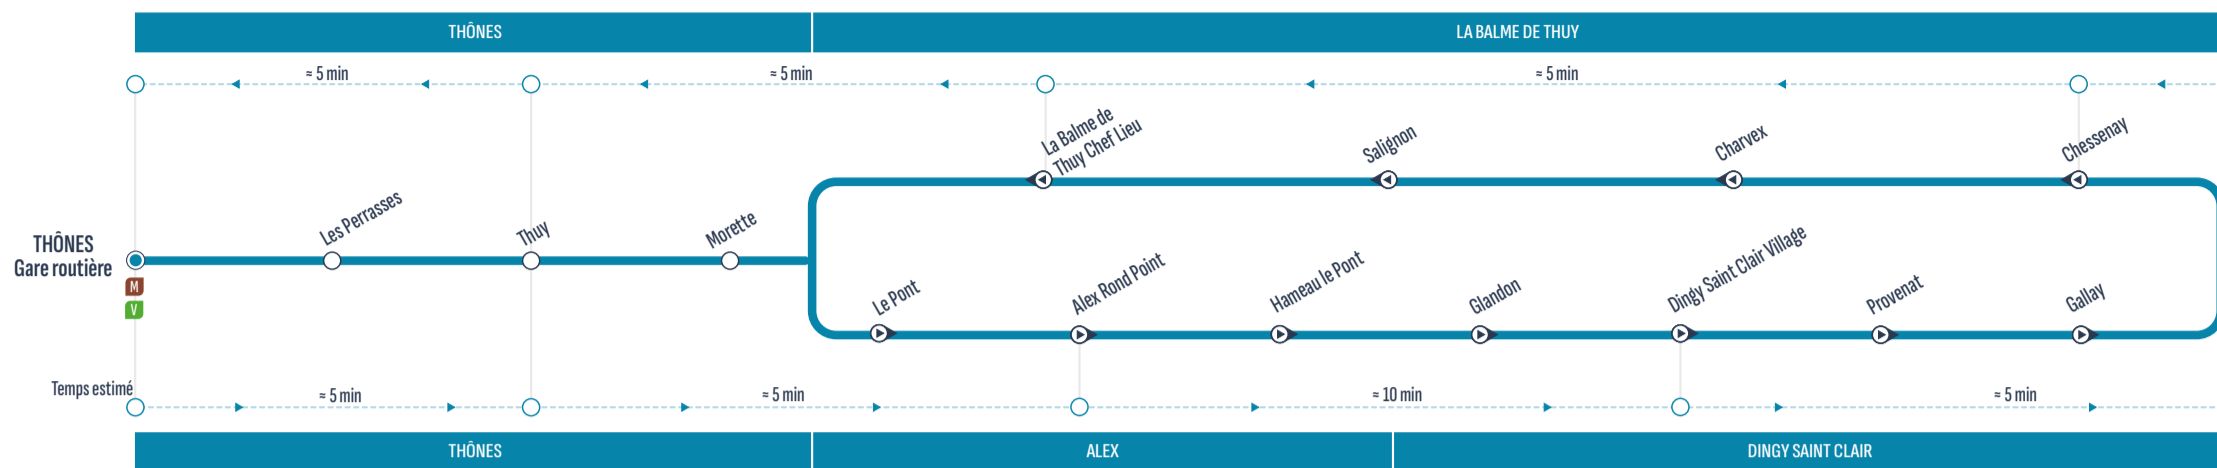 THÔNES
LA BALME DE THUY
≈ 5 min
≈ 5 min
≈ 5 min
La Balme de
Thuy Chef Lieu
Salignon
Charvex
Chessenay
THÔNES
Gare routière
M
V
Les Perrasses
Thuy
Morette
Le Pont
Alex Rond Point
Hameau le Pont
Glandon
Dingy Saint Clair Village
Provenat
Gallay
Temps estimé
≈ 5 min
≈ 5 min
≈ 10 min
≈ 5 min
THÔNES
ALEX
DINGY SAINT CLAIR